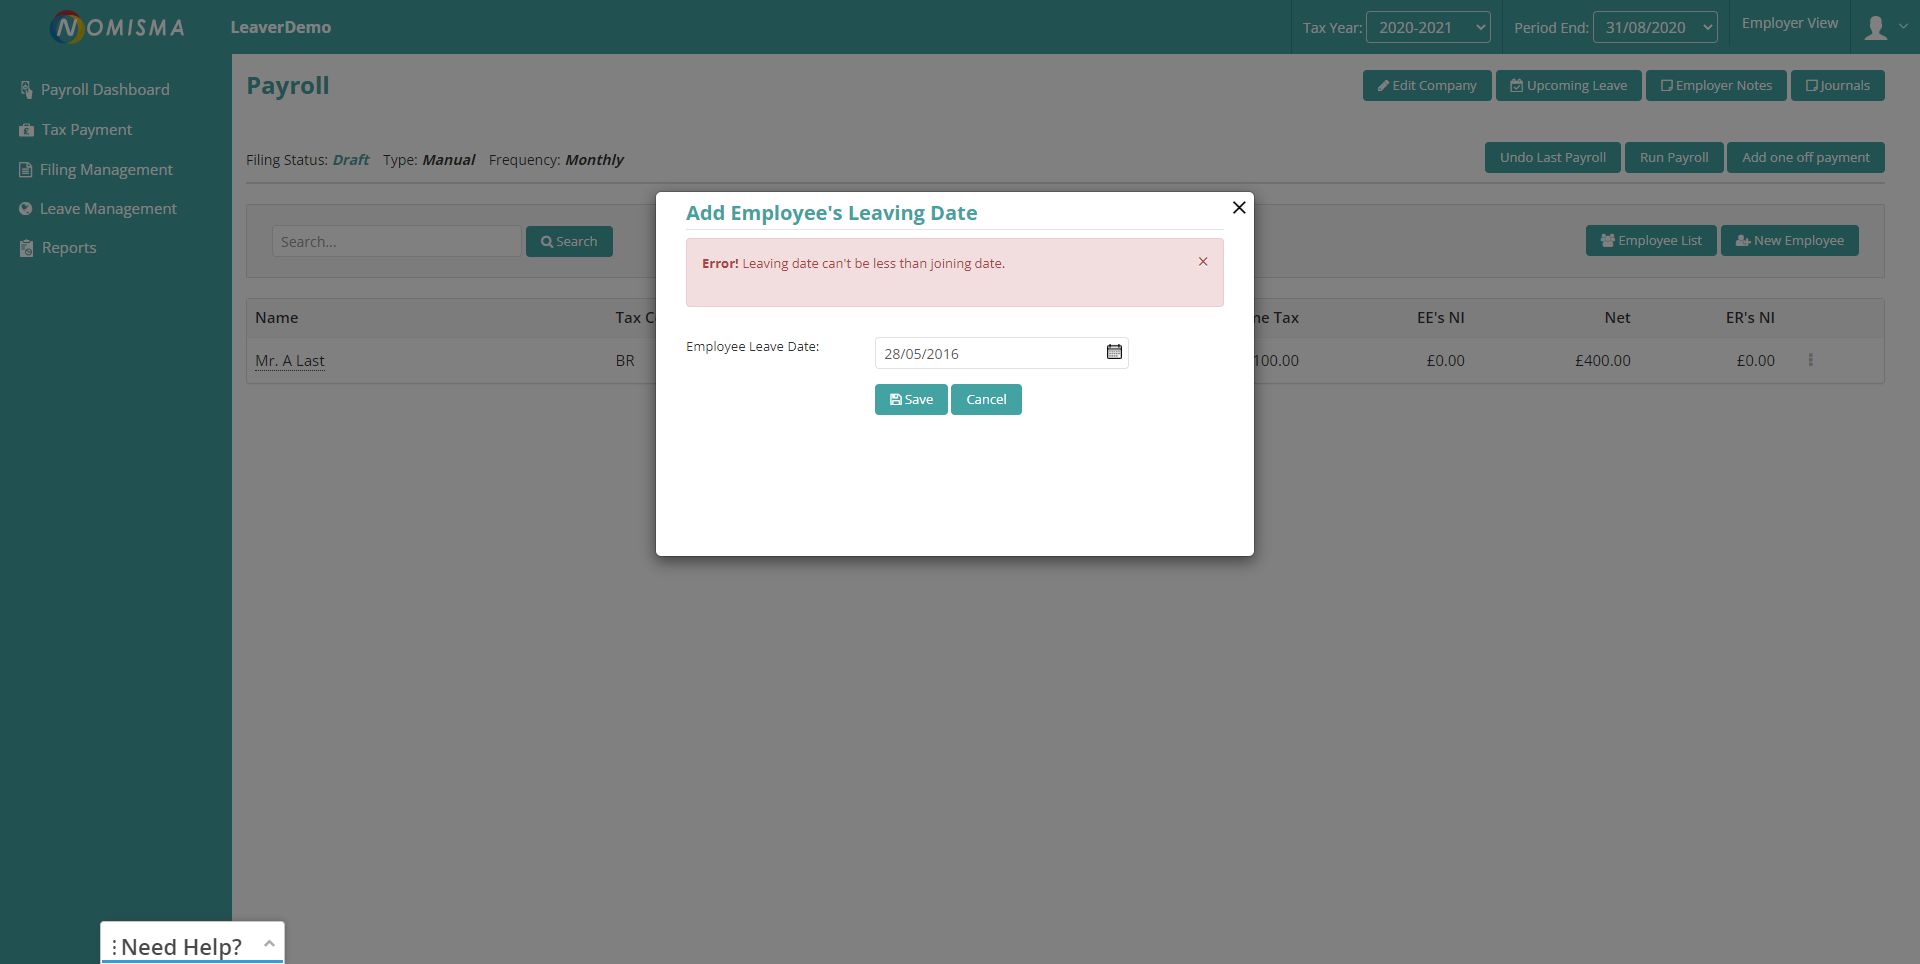 NOMISMA LeaverDemo Tax Year: 2020-2021 Period End: 31/08/2020 Employer View
Payroll Dashboard
Tax Payment
Filing Management
Leave Management
Reports
Payroll
Edit Company Upcoming Leave Employer Notes Journals
Filing Status: Draft Type: Manual Frequency: Monthly
Undo Last Payroll Run Payroll Add one off payment
Search... Search
Employee List New Employee
Name Tax C ne Tax EE's NI Net ER's NI
Mr. A Last BR 100.00 £0.00 £400.00 £0.00
Add Employee's Leaving Date
Error! Leaving date can't be less than joining date.
Employee Leave Date: 28/05/2016
Save Cancel
Need Help?